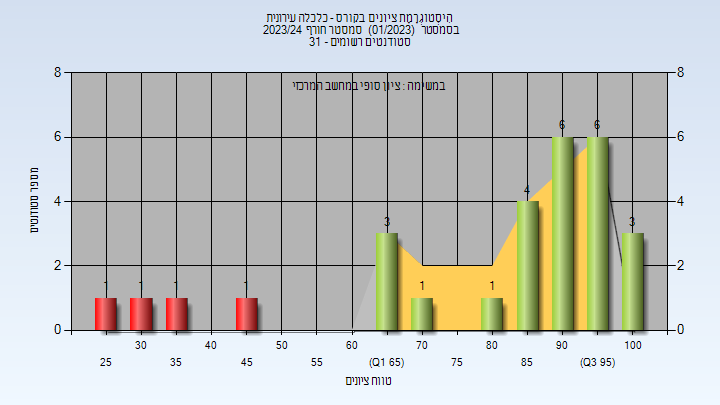 היסטוגרמת ציונים בקורס - כלכלה עירונית
בסמסטר (01/2023) סמסטר חורף 2023/24
סטודנטים רשומים - 31
במשימה : ציון סופי במחשב המרכזי
8 8
6 6
4 4
2 2
0 0
מספר סטודנטים
1 1 1 1 3 1 1 4 6 6 3
30 40 50 60 70 80 90 100
25 35 45 55 (Q1 65) 75 85 (Q3 95)
טווח ציונים